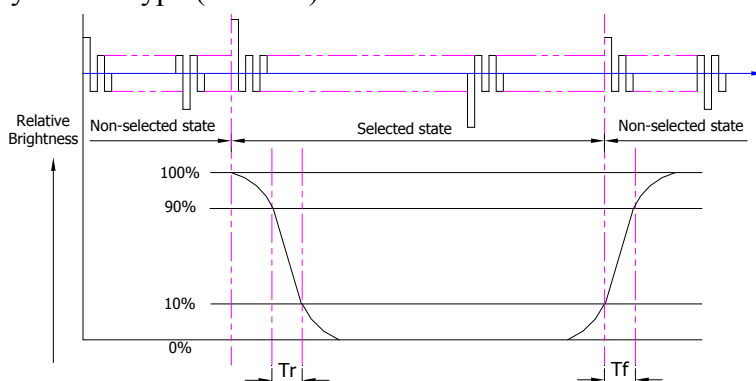 Non-selected state
Selected state
Non-selected state
Relative
Brightness
100%
90%
10%
0%
Tr
Tf